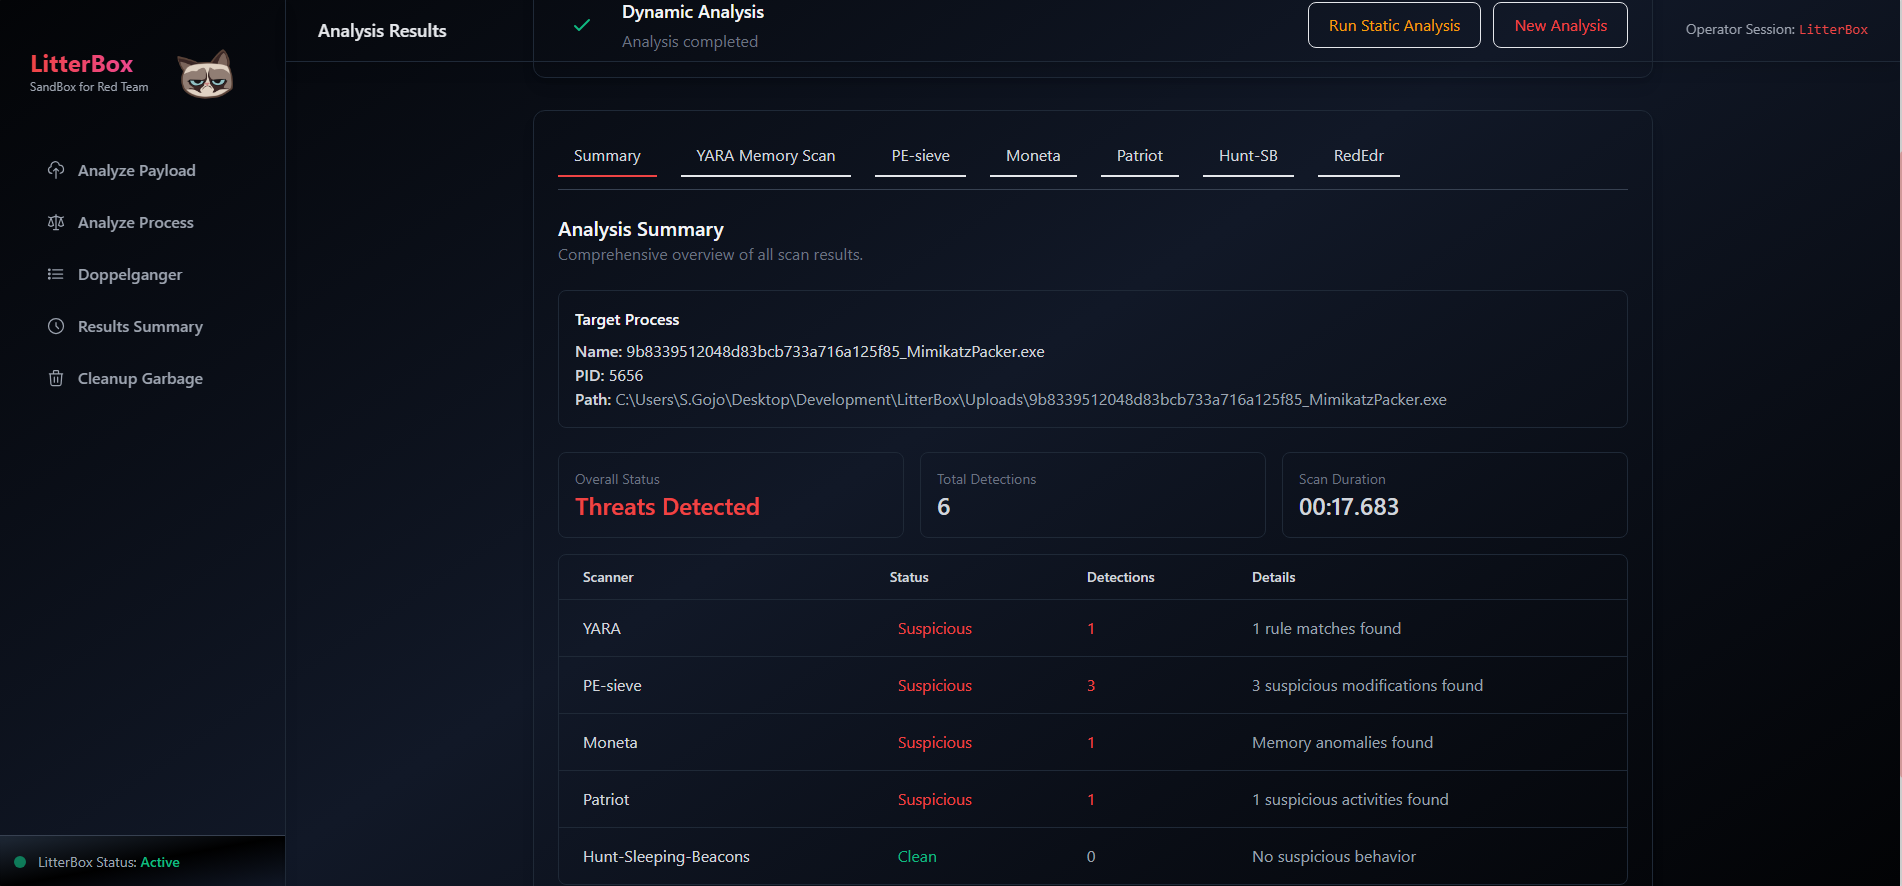 LitterBox
SandBox for Red Team
Analyze Payload
Analyze Process
Doppelganger
Results Summary
Cleanup Garbage
LitterBox Status: Active
Analysis Results
Dynamic Analysis
Analysis completed
Run Static Analysis
New Analysis
Operator Session: LitterBox
Summary YARA Memory Scan PE-sieve Moneta Patriot Hunt-SB RedEdr
Analysis Summary
Comprehensive overview of all scan results.
Target Process
Name: 9b8339512048d83bcb733a716a125f85_MimikatzPacker.exe
PID: 5656
Path: C:\Users\S.Gojo\Desktop\Development\LitterBox\Uploads\9b8339512048d83bcb733a716a125f85_MimikatzPacker.exe
Overall Status
Threats Detected
Total Detections
6
Scan Duration
00:17.683
Scanner Status Detections Details
YARA Suspicious 1 1 rule matches found
PE-sieve Suspicious 3 3 suspicious modifications found
Moneta Suspicious 1 Memory anomalies found
Patriot Suspicious 1 1 suspicious activities found
Hunt-Sleeping-Beacons Clean 0 No suspicious behavior